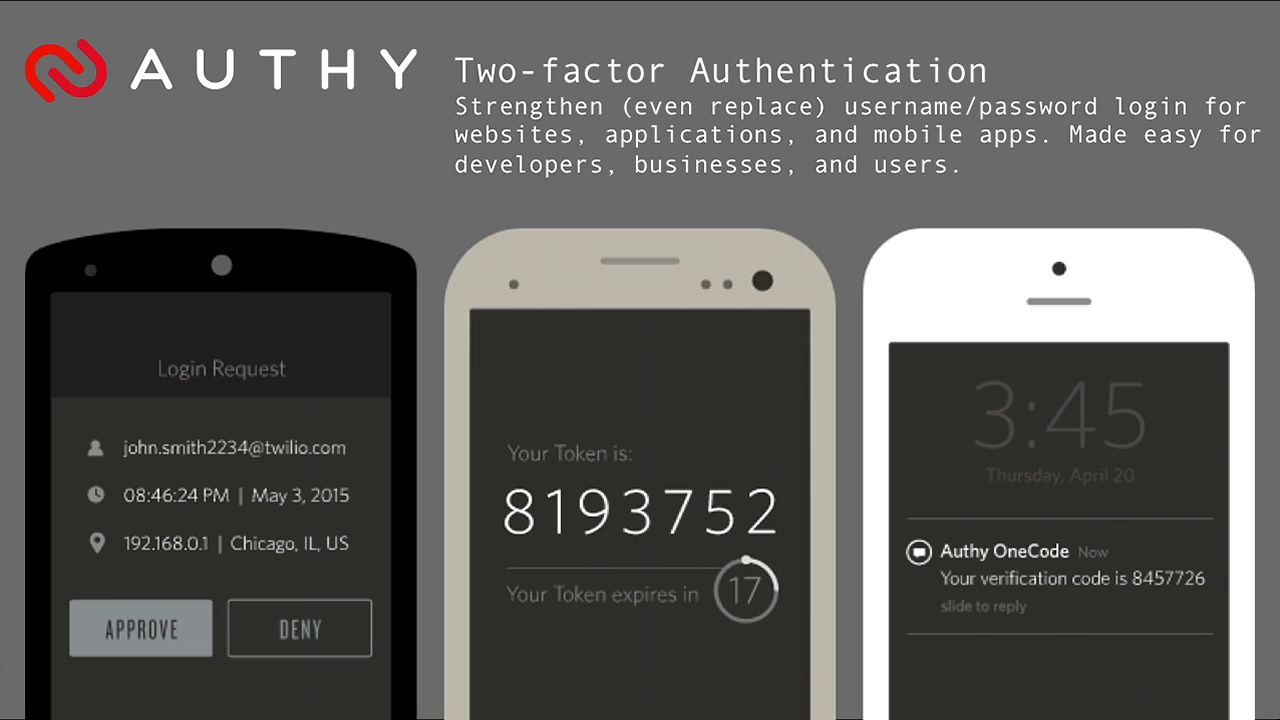 AUTHY
Two-factor Authentication
Strengthen (even replace) username/password login for
websites, applications, and mobile apps. Made easy for
developers, businesses, and users.
Login Request
john.smith2234@twilio.com
08:46:24 PM | May 3, 2015
192.168.0.1 | Chicago, IL, US
APPROVE
DENY
Your Token is:
8193752
Your Token expires in 17
3:45
Thursday, April 20
Authy OneCode Now
Your verification code is 8457726
slide to reply